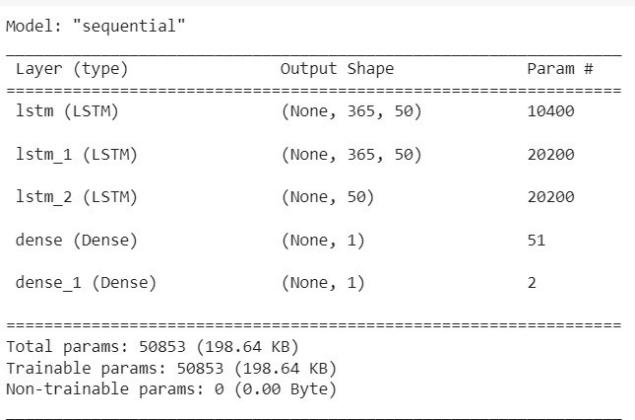 Model: "sequential"
Layer (type) Output Shape Param #
lstm (LSTM) (None, 365, 50) 10400
lstm_1 (LSTM) (None, 365, 50) 20200
lstm_2 (LSTM) (None, 50) 20200
dense (Dense) (None, 1) 51
dense_1 (Dense) (None, 1) 2
Total params: 50853 (198.64 KB)
Trainable params: 50853 (198.64 KB)
Non-trainable params: 0 (0.00 Byte)